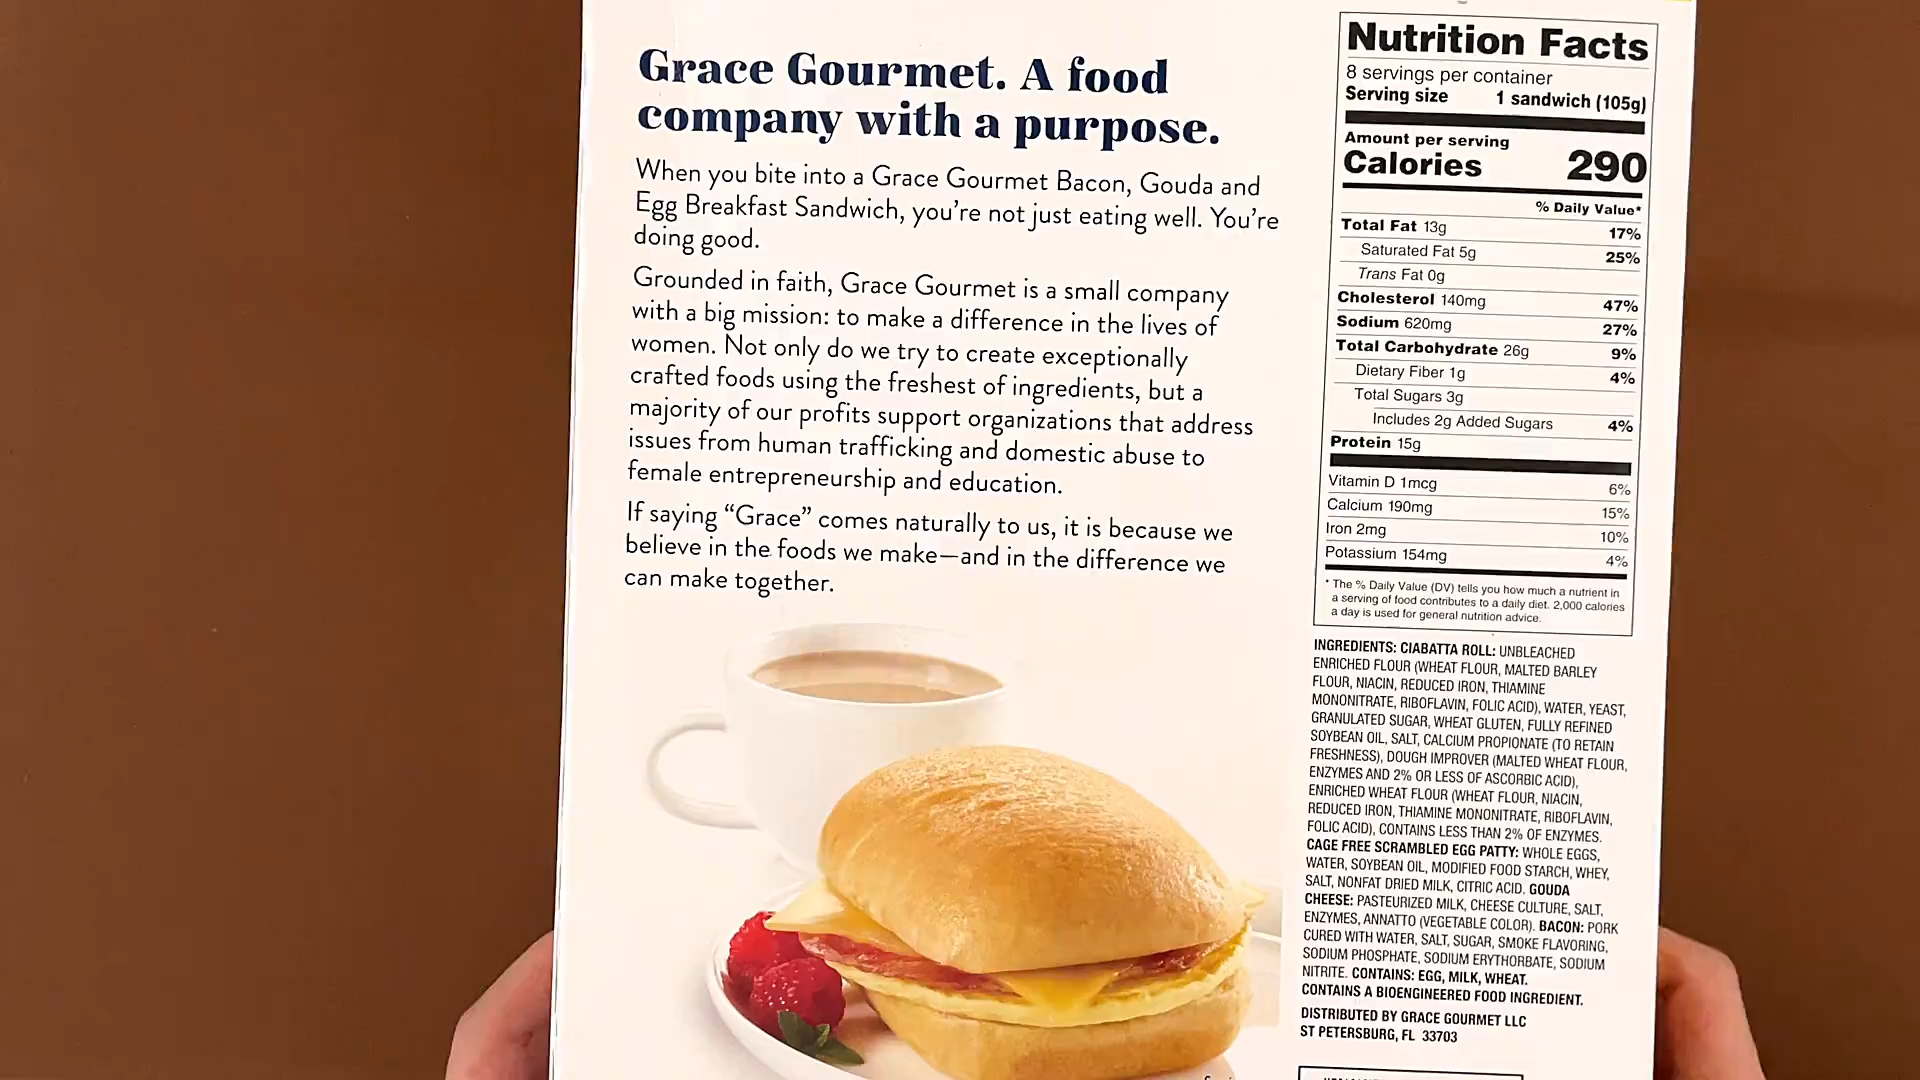 Grace Gourmet. A food
company with a purpose.
When you bite into a Grace Gourmet Bacon, Gouda and
Egg Breakfast Sandwich, you're not just eating well. You're
doing good.
Grounded in faith, Grace Gourmet is a small company
with a big mission: to make a difference in the lives of
women. Not only do we try to create exceptionally
crafted foods using the freshest of ingredients, but a
majority of our profits support organizations that address
issues from human trafficking and domestic abuse to
female entrepreneurship and education.
If saying “Grace” comes naturally to us, it is because we
believe in the foods we make—and in the difference we
can make together.
Nutrition Facts
8 servings per container
Serving size 1 sandwich (105g)
Amount per serving
Calories 290
% Daily Value*
Total Fat 13g 17%
Saturated Fat 5g 25%
Trans Fat 0g
Cholesterol 140mg 47%
Sodium 620mg 27%
Total Carbohydrate 26g 9%
Dietary Fiber 1g 4%
Total Sugars 3g
Includes 2g Added Sugars 4%
Protein 15g
Vitamin D 1mcg 6%
Calcium 190mg 15%
Iron 2mg 10%
Potassium 154mg 4%
* The % Daily Value (DV) tells you how much a nutrient in
a serving of food contributes to a daily diet. 2,000 calories
a day is used for general nutrition advice.
INGREDIENTS: CIABATTA ROLL: UNBLEACHED
ENRICHED FLOUR (WHEAT FLOUR, MALTED BARLEY
FLOUR, NIACIN, REDUCED IRON, THIAMINE
MONONITRATE, RIBOFLAVIN, FOLIC ACID), WATER, YEAST,
GRANULATED SUGAR, WHEAT GLUTEN, FULLY REFINED
SOYBEAN OIL, SALT, CALCIUM PROPIONATE (TO RETAIN
FRESHNESS), DOUGH IMPROVER (MALTED WHEAT FLOUR,
ENZYMES AND 2% OR LESS OF ASCORBIC ACID),
ENRICHED WHEAT FLOUR (WHEAT FLOUR, NIACIN,
REDUCED IRON, THIAMINE MONONITRATE, RIBOFLAVIN,
FOLIC ACID), CONTAINS LESS THAN 2% OF ENZYMES.
CAGE FREE SCRAMBLED EGG PATTY: WHOLE EGGS,
WATER, SOYBEAN OIL, MODIFIED FOOD STARCH, WHEY,
SALT, NONFAT DRIED MILK, CITRIC ACID. GOUDA
CHEESE: PASTEURIZED MILK, CHEESE CULTURE, SALT,
ENZYMES, ANNATTO (VEGETABLE COLOR). BACON: PORK
CURED WITH WATER, SALT, SUGAR, SMOKE FLAVORING,
SODIUM PHOSPHATE, SODIUM ERYTHORBATE, SODIUM
NITRITE. CONTAINS: EGG, MILK, WHEAT.
CONTAINS A BIOENGINEERED FOOD INGREDIENT.
DISTRIBUTED BY GRACE GOURMET LLC
ST PETERSBURG, FL 33703